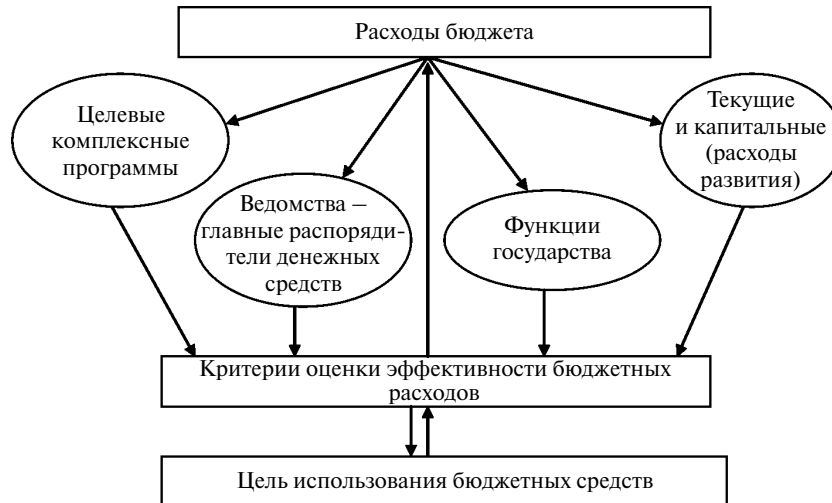 Расходы бюджета
Целевые
комплексные
программы
Текущие
и капитальные
(расходы
развития)
Ведомства –
главные распоряди-
тели денежных
средств
Функции
государства
Критерии оценки эффективности бюджетных
расходов
Цель использования бюджетных средств